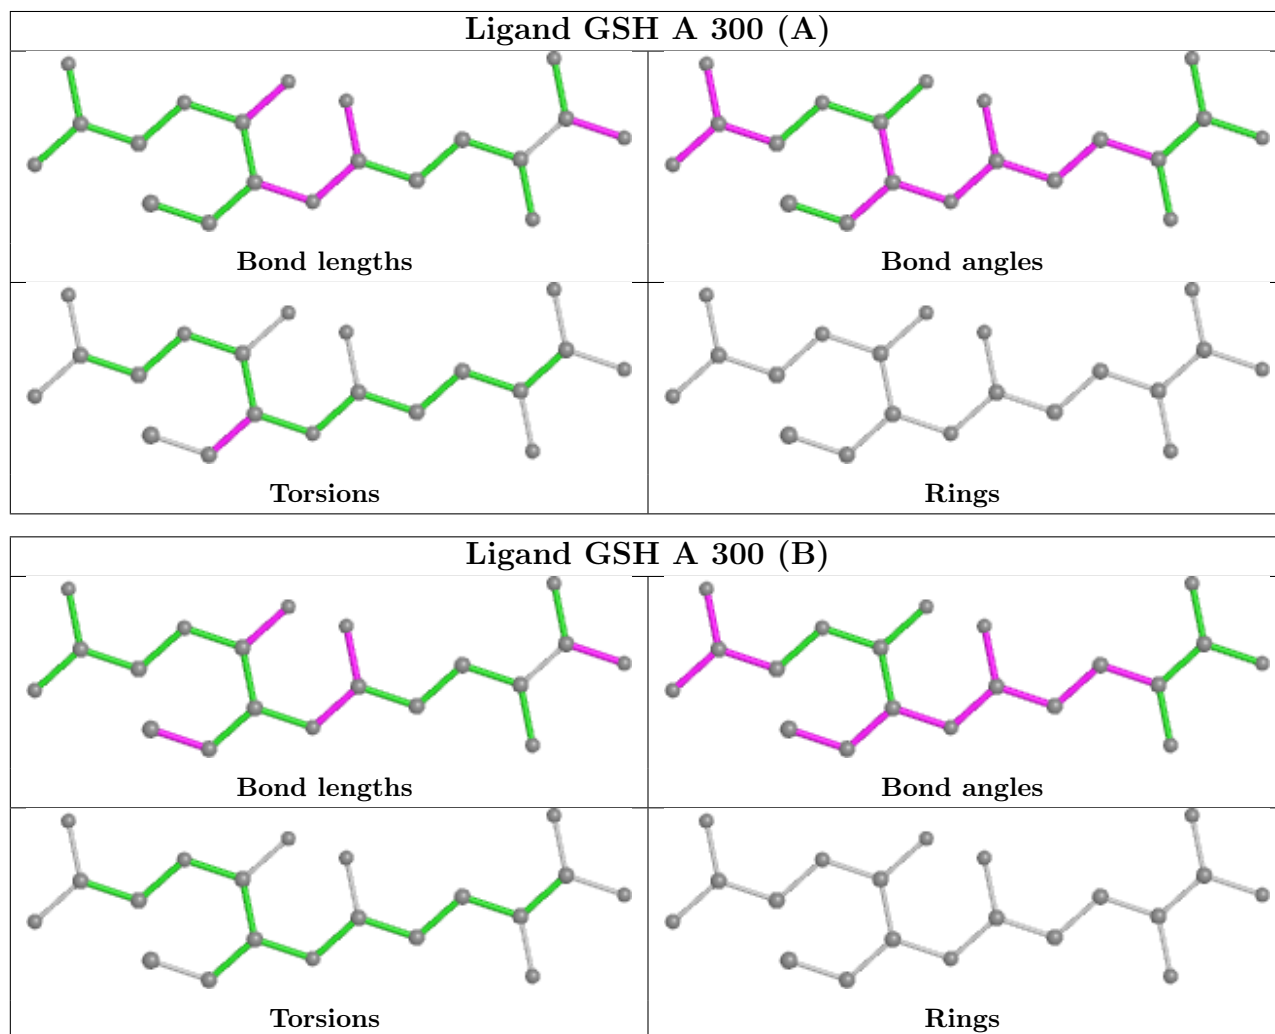 Ligand GSH A 300 (A)
Bond lengths
Bond angles
Torsions
Rings
Ligand GSH A 300 (B)
Bond lengths
Bond angles
Torsions
Rings